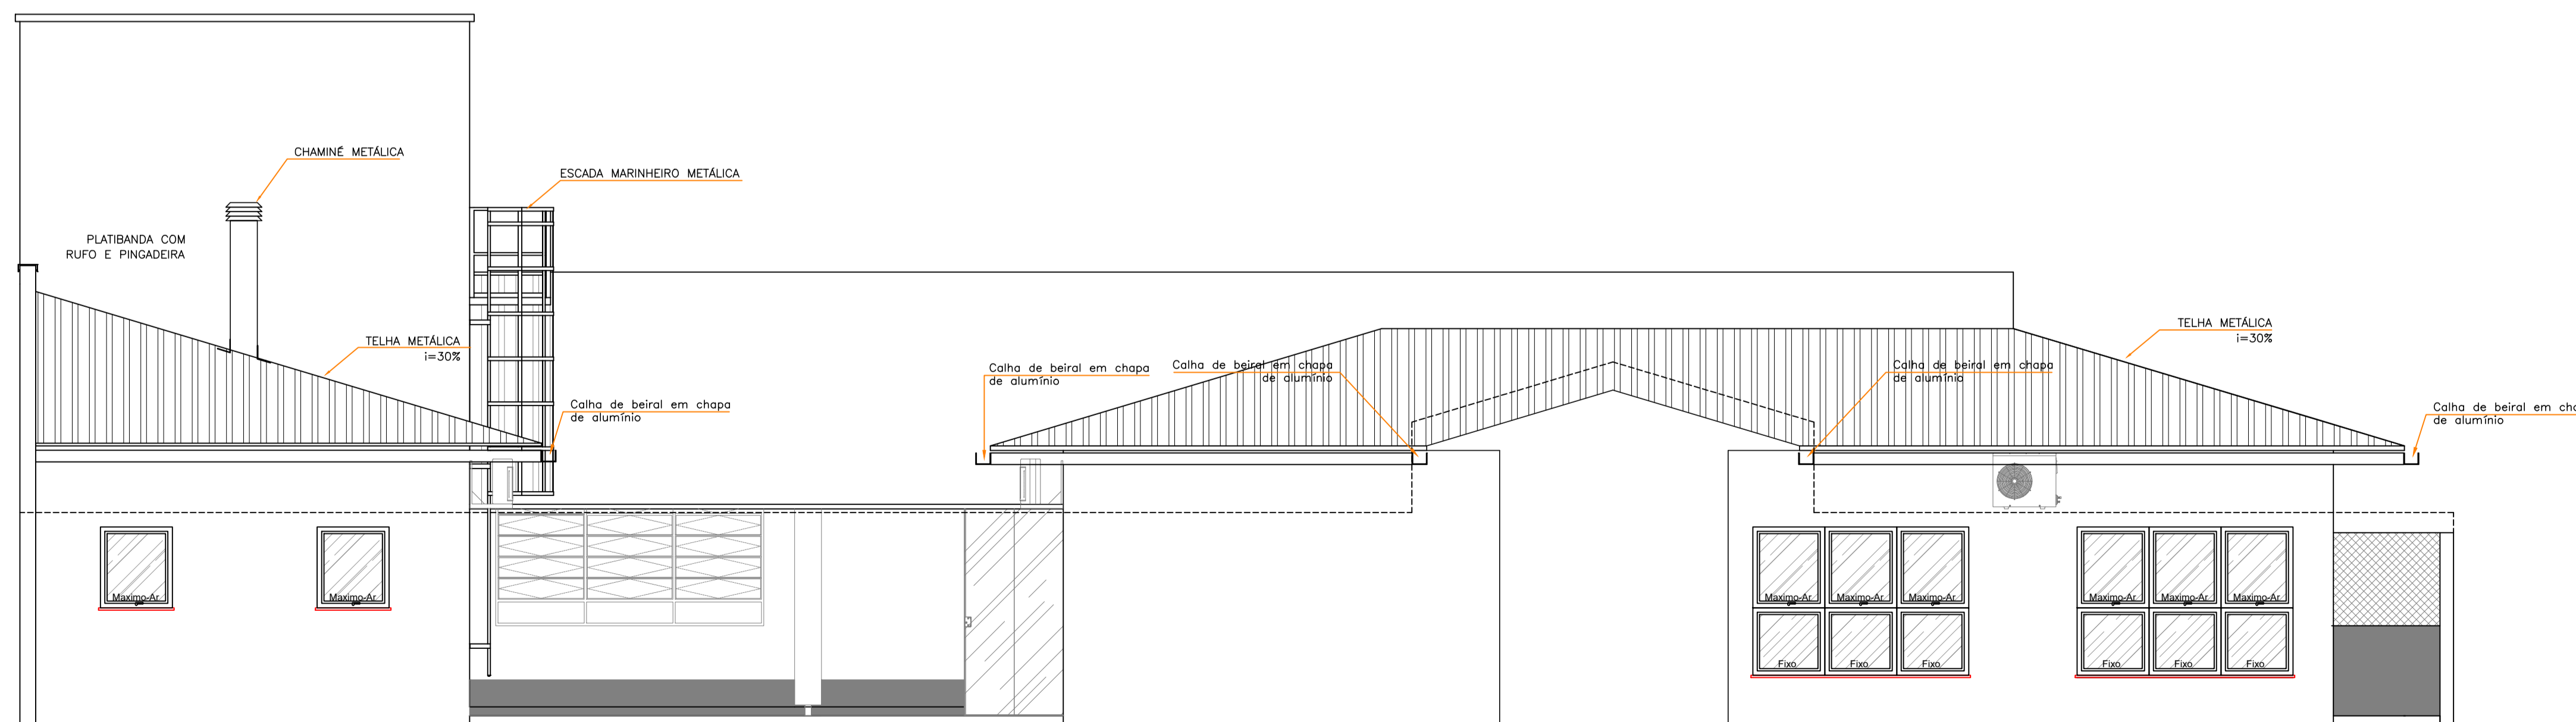 CHAMINÉ METÁLICA
ESCADA MARINHEIRO METÁLICA
PLATIBANDA COM
RUFO E PINGADEIRA
TELHA METÁLICA
i=30%
TELHA METÁLICA
i=30%
Calha de beiral em chapa
de alumínio
Calha de beiral em chapa
de alumínio
Calha de beiral em chapa
de alumínio
Calha de beiral em chapa
de alumínio
Calha de beiral em cha
de alumínio
Maximo-Ar
Maximo-Ar
Maximo-Ar
Maximo-Ar
Maximo-Ar
Maximo-Ar
Maximo-Ar
Maximo-Ar
Fixo
Fixo
Fixo
Fixo
Fixo
Fixo